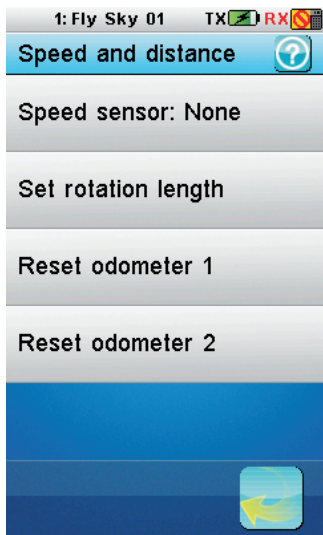 1: Fly Sky 01 TX RX
Speed and distance ?
Speed sensor: None
Set rotation length
Reset odometer 1
Reset odometer 2